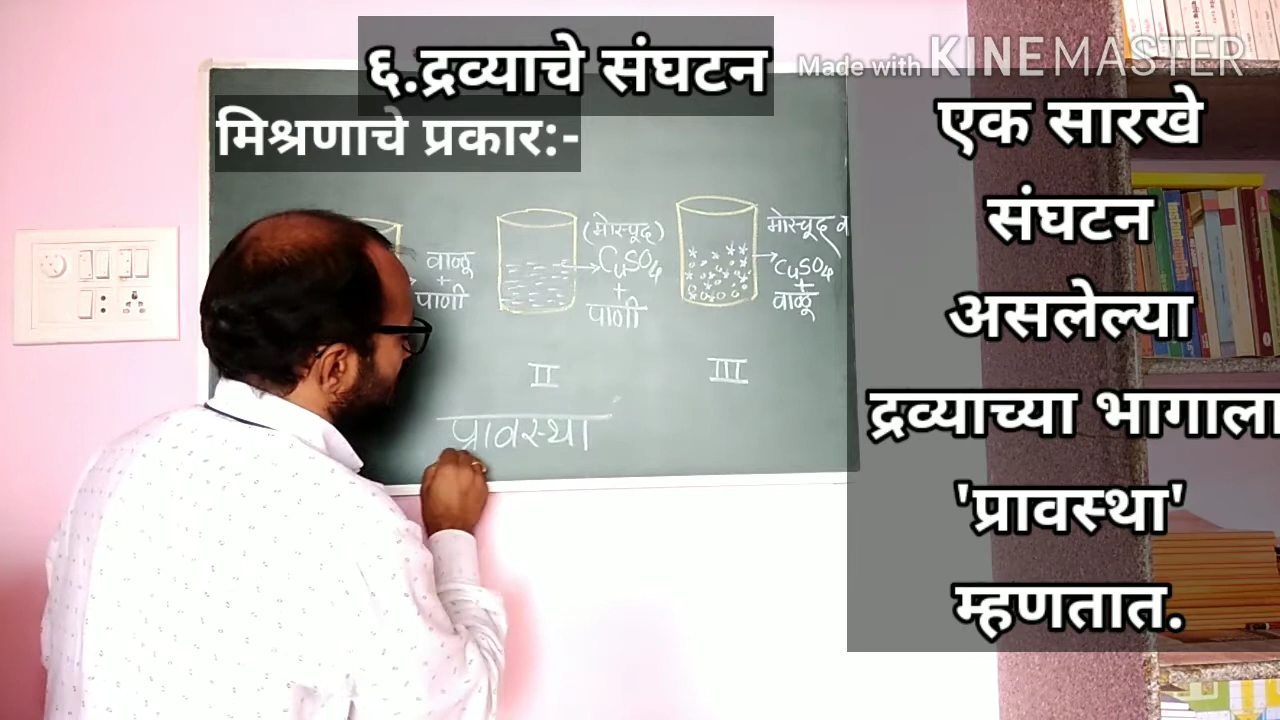 ६.द्रव्याचे संघटन
Made with KINEMASTER
मिश्रणाचे प्रकार:-
एक सारखे
संघटन
असलेल्या
द्रव्याच्या भागाला
'प्रावस्था'
म्हणतात.
वाळू
+
पाणी
(मोरचूद)
CuSO4
+
पाणी
II
मोरचूद व
CuSO4
+
वाळू
III
प्रावस्था